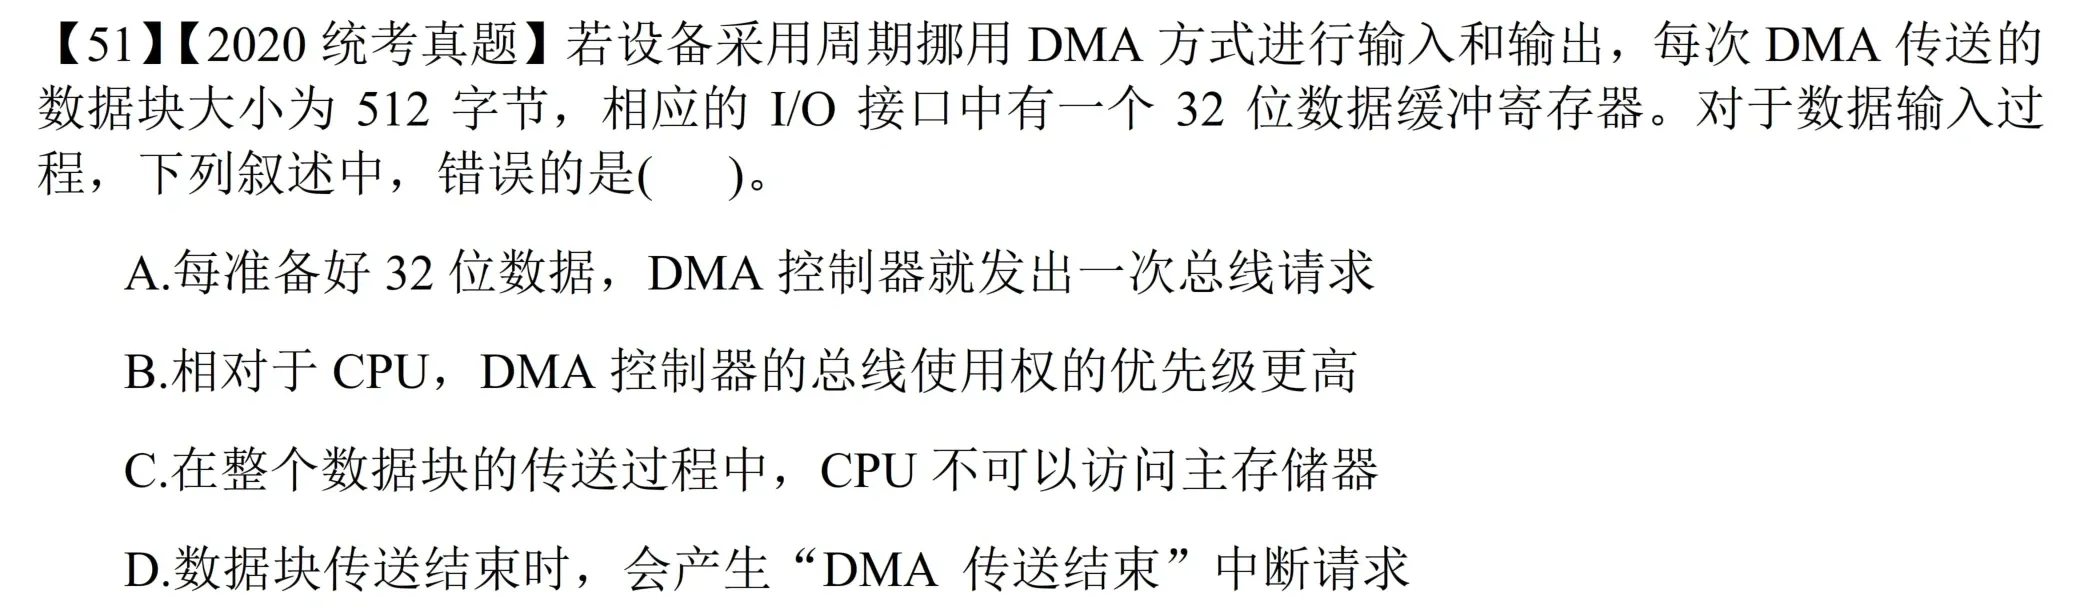 【51】【2020 统考真题】若设备采用周期挪用 DMA 方式进行输入和输出，每次 DMA 传送的
数据块大小为 512 字节，相应的 I/O 接口中有一个 32 位数据缓冲寄存器。对于数据输入过
程，下列叙述中，错误的是(    )。
A.每准备好 32 位数据，DMA 控制器就发出一次总线请求
B.相对于 CPU，DMA 控制器的总线使用权的优先级更高
C.在整个数据块的传送过程中，CPU 不可以访问主存储器
D.数据块传送结束时，会产生“DMA 传送结束”中断请求